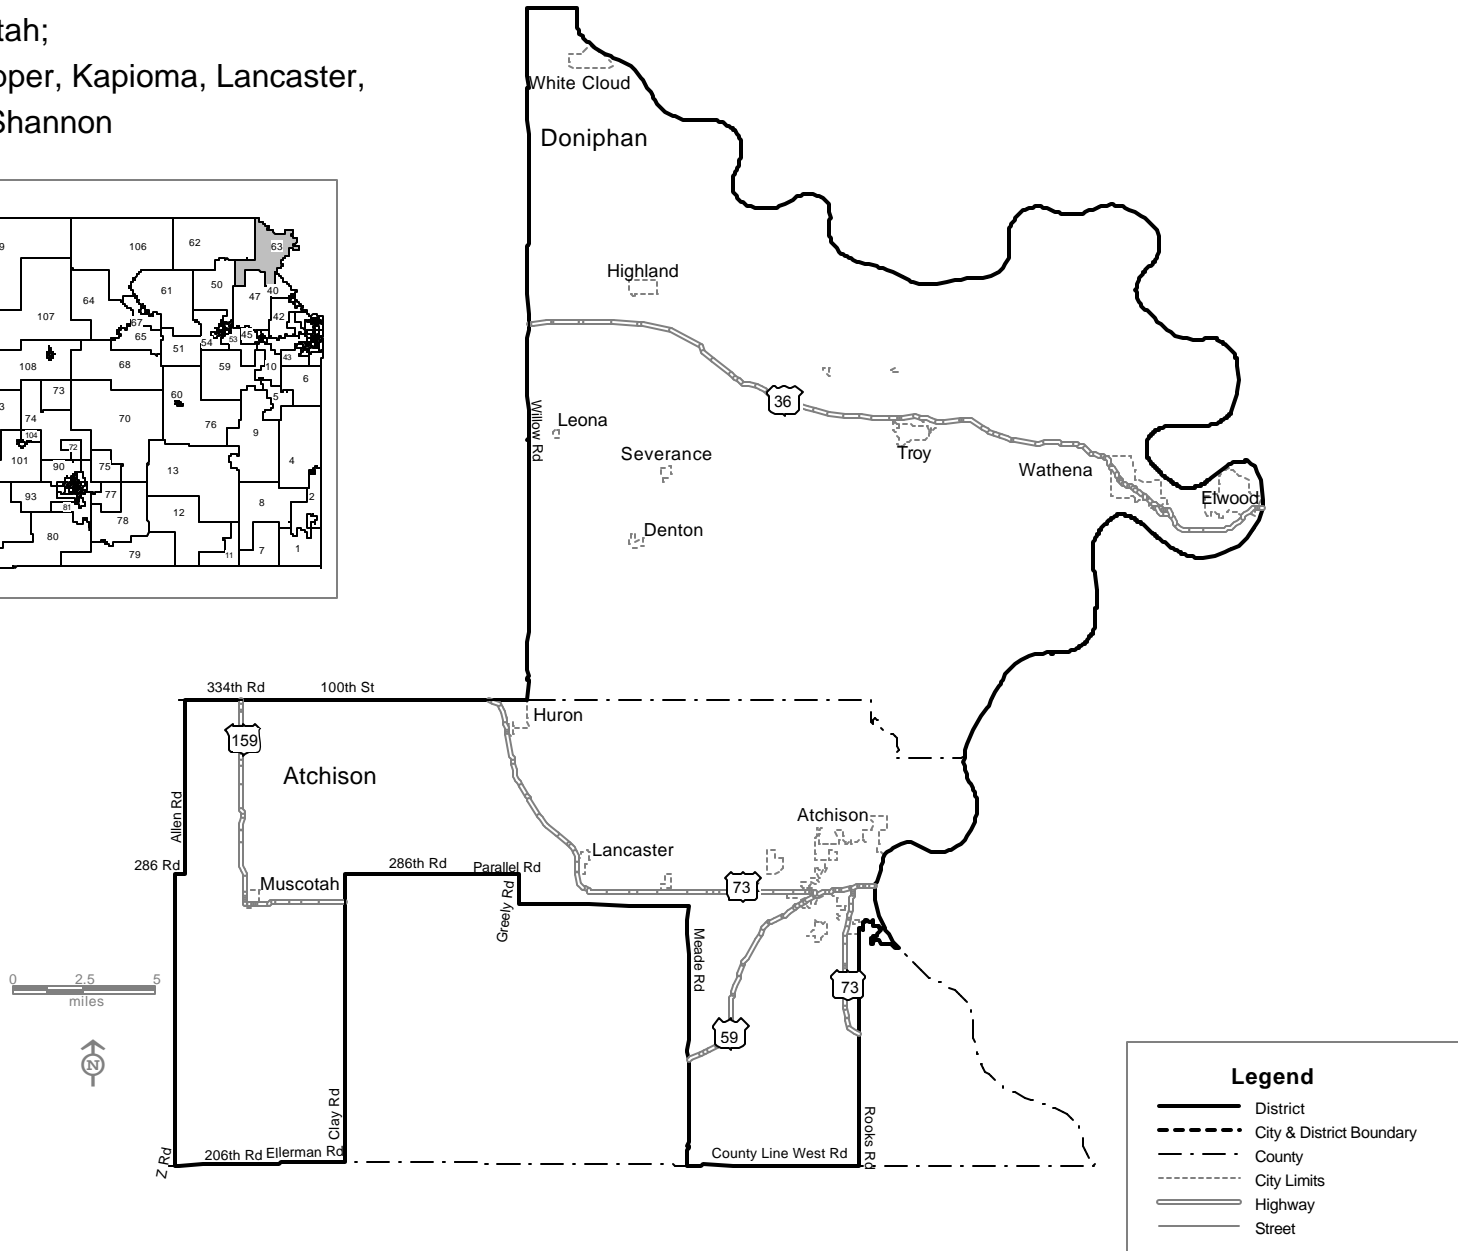 tah;
oper, Kapioma, Lancaster,
Shannon
9
106
62
63
50
61
47
40
64
107
67
65
42
45
53
54
51
43
108
68
59
10
6
73
60
5
3
74
70
76
9
104
72
101
90
75
13
4
93
77
81
12
8
2
78
80
79
11
7
1
White Cloud
Doniphan
Highland
36
Willow Rd
Leona
Severance
Troy
Wathena
Elwood
Denton
334th Rd
100th St
Huron
159
Atchison
Allen Rd
Atchison
Lancaster
286 Rd
286th Rd
Parallel Rd
Muscotah
73
Greely Rd
Meade Rd
73
59
0
2.5
5
miles
N
Clay Rd
Rooks Rd
Z Rd
206th Rd
Ellerman Rd
County Line West Rd
Legend
District
City & District Boundary
County
City Limits
Highway
Street